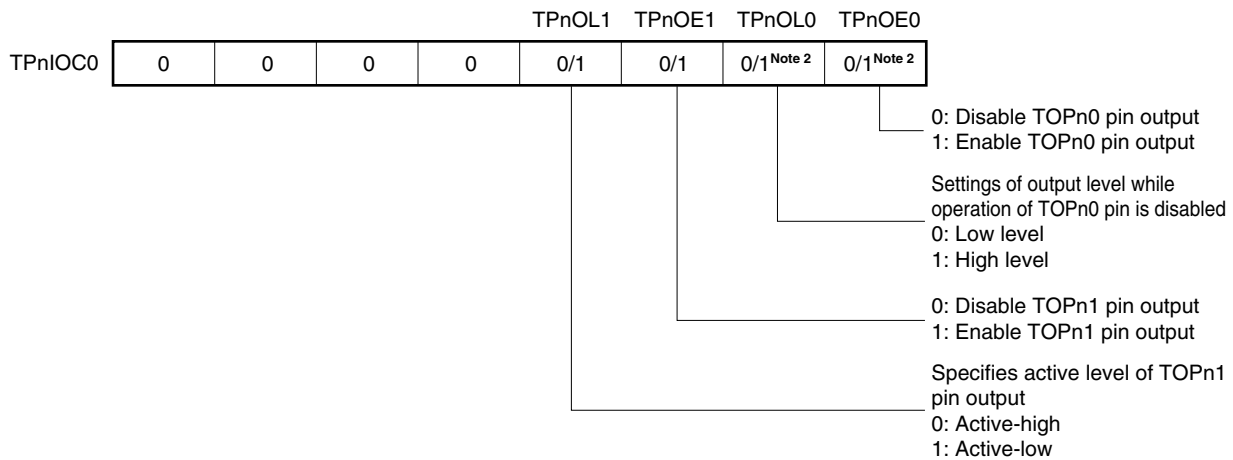 TPnOL1 TPnOE1 TPnOL0 TPnOE0
TPnIOC0 0 0 0 0 0/1 0/1 0/1Note 2 0/1Note 2
0: Disable TOPn0 pin output
1: Enable TOPn0 pin output
Settings of output level while
operation of TOPn0 pin is disabled
0: Low level
1: High level
0: Disable TOPn1 pin output
1: Enable TOPn1 pin output
Specifies active level of TOPn1
pin output
0: Active-high
1: Active-low